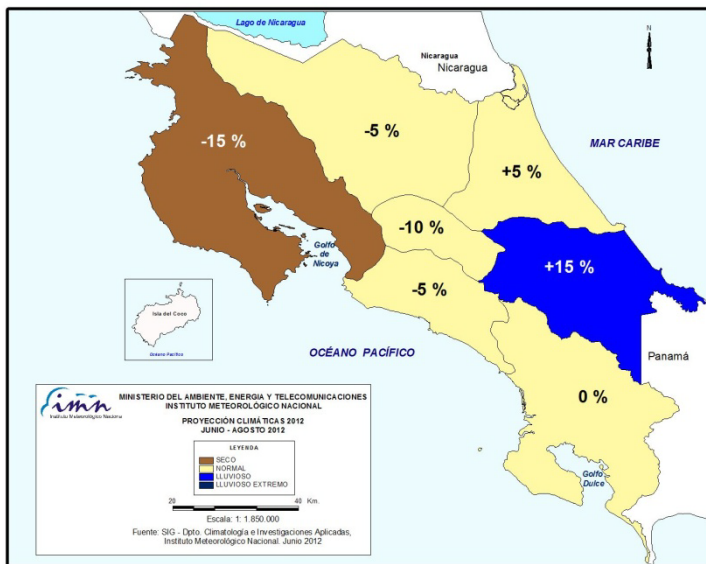 Lago de Nicaragua
Nicaragua
Nicaragua
N
MAR CARIBE
-15 %
-5 %
+5 %
-10 %
+15 %
-5 %
0 %
Golfo
de
Nicoya
Isla del Coco
Océano Pacífico
OCÉANO PACÍFICO
Panamá
Golfo
Dulce
imn
Instituto Meteorológico Nacional
MINISTERIO DEL AMBIENTE, ENERGIA Y TELECOMUNICACIONES
INSTITUTO METEOROLÓGICO NACIONAL
PROYECCIÓN CLIMÁTICAS 2012
JUNIO - AGOSTO 2012
LEYENDA
SECO
NORMAL
LLUVIOSO
LLUVIOSO EXTREMO
20 0 40 Km.
Escala: 1: 1.850.000
Fuente: SIG - Dpto. Climatología e Investigaciones Aplicadas,
Instituto Meteorológico Nacional. Junio 2012